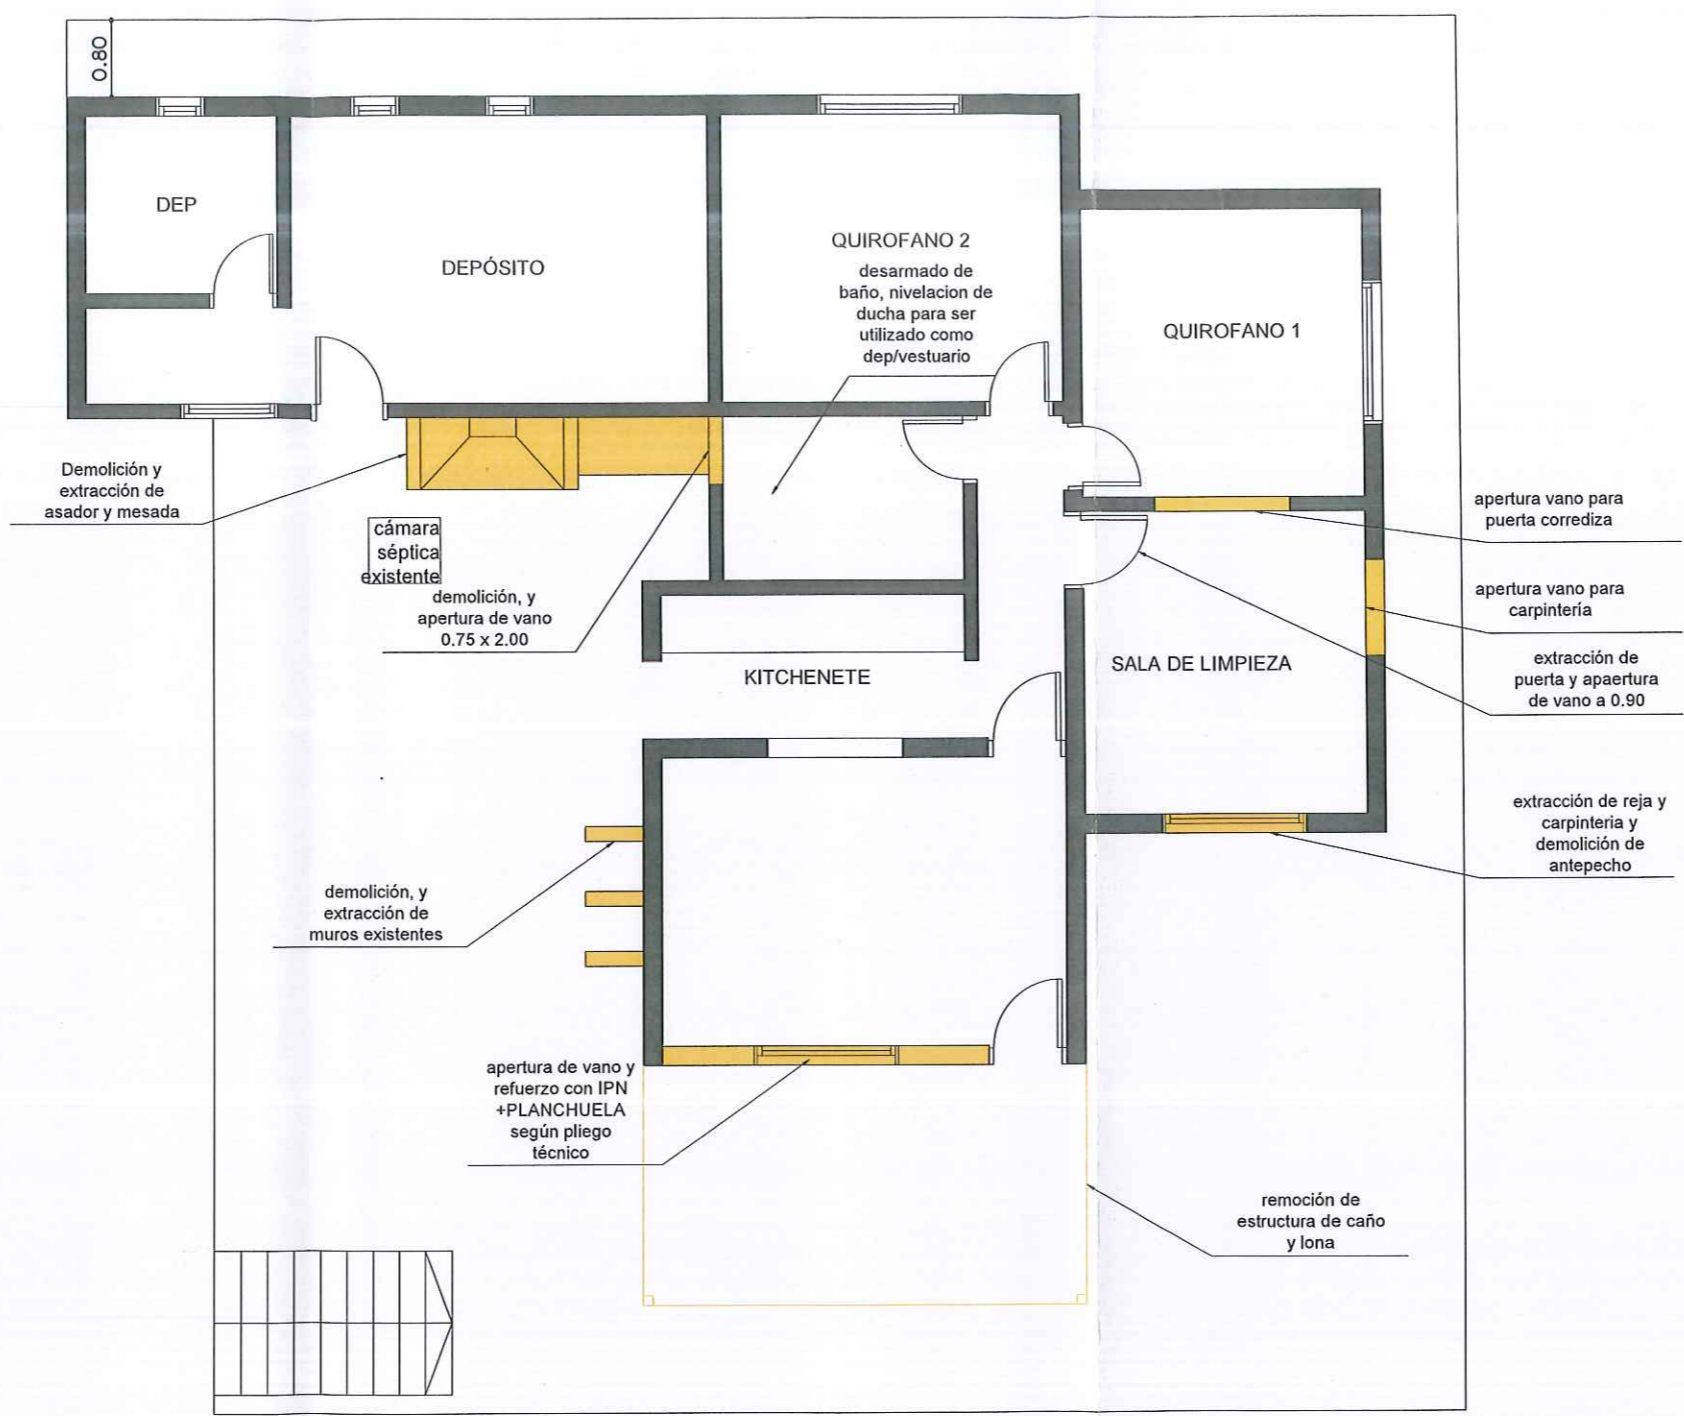 0.80
DEP
DEPÓSITO
QUIROFANO 2
desarmado de
baño, nivelacion de
ducha para ser
utilizado como
dep/vestuario
QUIROFANO 1
Demolición y
extracción de
asador y mesada
cámara
séptica
existente
demolición, y
apertura de vano
0.75 x 2.00
apertura vano para
puerta corrediza
apertura vano para
carpintería
extracción de
puerta y apaertura
de vano a 0.90
KITCHENETE
SALA DE LIMPIEZA
extracción de reja y
carpinteria y
demolición de
antepecho
demolición, y
extracción de
muros existentes
apertura de vano y
refuerzo con IPN
+PLANCHUELA
según pliego
técnico
remoción de
estructura de caño
y lona